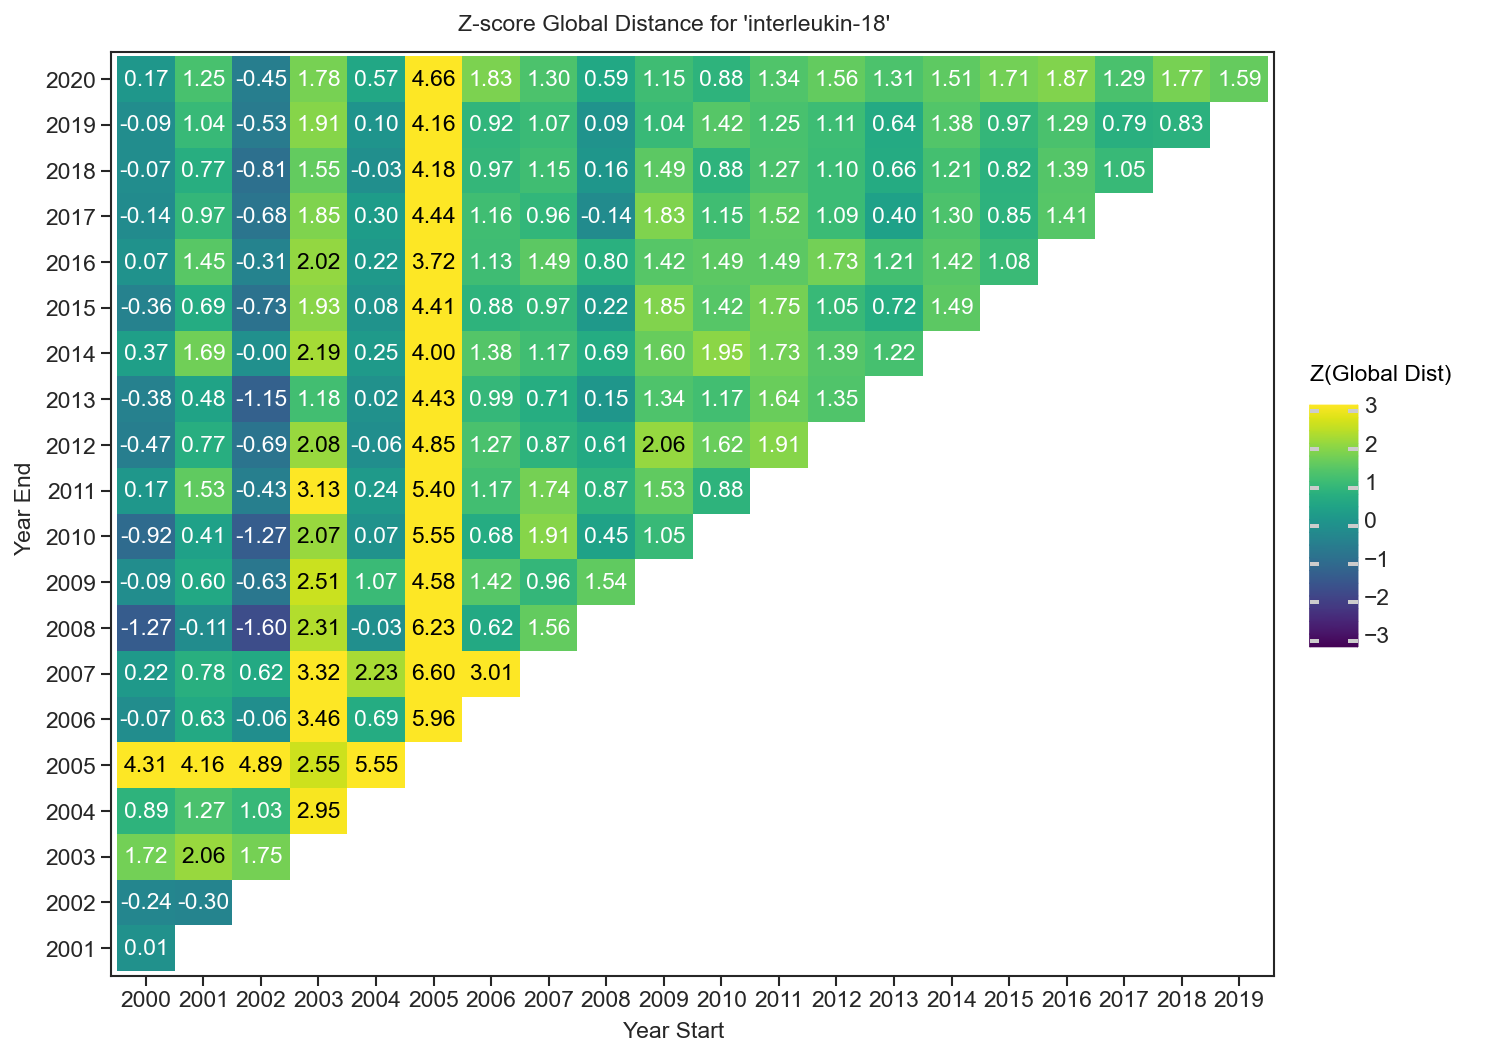 Z-score Global Distance for 'interleukin-18'
2020 0.17 1.25 -0.45 1.78 0.57 4.66 1.83 1.30 0.59 1.15 0.88 1.34 1.56 1.31 1.51 1.71 1.87 1.29 1.77 1.59
2019 -0.09 1.04 -0.53 1.91 0.10 4.16 0.92 1.07 0.09 1.04 1.42 1.25 1.11 0.64 1.38 0.97 1.29 0.79 0.83
2018 -0.07 0.77 -0.81 1.55 -0.03 4.18 0.97 1.15 0.16 1.49 0.88 1.27 1.10 0.66 1.21 0.82 1.39 1.05
2017 -0.14 0.97 -0.68 1.85 0.30 4.44 1.16 0.96 -0.14 1.83 1.15 1.52 1.09 0.40 1.30 0.85 1.41
2016 0.07 1.45 -0.31 2.02 0.22 3.72 1.13 1.49 0.80 1.42 1.49 1.49 1.73 1.21 1.42 1.08
2015 -0.36 0.69 -0.73 1.93 0.08 4.41 0.88 0.97 0.22 1.85 1.42 1.75 1.05 0.72 1.49
2014 0.37 1.69 -0.00 2.19 0.25 4.00 1.38 1.17 0.69 1.60 1.95 1.73 1.39 1.22
2013 -0.38 0.48 -1.15 1.18 0.02 4.43 0.99 0.71 0.15 1.34 1.17 1.64 1.35
2012 -0.47 0.77 -0.69 2.08 -0.06 4.85 1.27 0.87 0.61 2.06 1.62 1.91
2011 0.17 1.53 -0.43 3.13 0.24 5.40 1.17 1.74 0.87 1.53 0.88
2010 -0.92 0.41 -1.27 2.07 0.07 5.55 0.68 1.91 0.45 1.05
2009 -0.09 0.60 -0.63 2.51 1.07 4.58 1.42 0.96 1.54
2008 -1.27 -0.11 -1.60 2.31 -0.03 6.23 0.62 1.56
2007 0.22 0.78 0.62 3.32 2.23 6.60 3.01
2006 -0.07 0.63 -0.06 3.46 0.69 5.96
2005 4.31 4.16 4.89 2.55 5.55
2004 0.89 1.27 1.03 2.95
2003 1.72 2.06 1.75
2002 -0.24 -0.30
2001 0.01
2000 2001 2002 2003 2004 2005 2006 2007 2008 2009 2010 2011 2012 2013 2014 2015 2016 2017 2018 2019
Year Start
Year End
Z(Global Dist)
3
2
1
0
−1
−2
−3